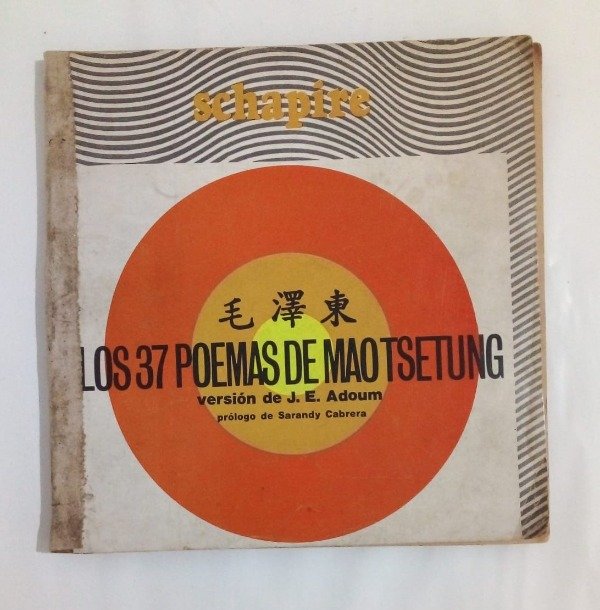 schapire
毛澤東
LOS 37 POEMAS DE MAO TSETUNG
versión de J. E. Adoum
prólogo de Sarandy Cabrera